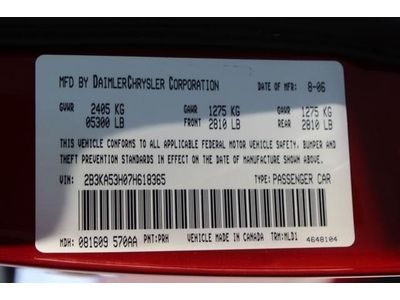 MFD BY DAIMLERCHRYSLER CORPORATION DATE OF MFR: 8-06
GVWR 2405 KG GAWR 1275 KG GAWR 1275 KG
05300 LB FRONT 2810 LB REAR 2810 LB
THIS VEHICLE CONFORMS TO ALL APPLICABLE FEDERAL MOTOR VEHICLE SAFETY, BUMPER AND
THEFT PREVENTION STANDARDS IN EFFECT ON THE DATE OF MANUFACTURE SHOWN ABOVE.
VIN: 2B3KA53H07H618365 TYPE: PASSENGER CAR
MDH: 081609 570AA PNT: PRH VEHICLE MADE IN CANADA TRM: MLD1
4648104